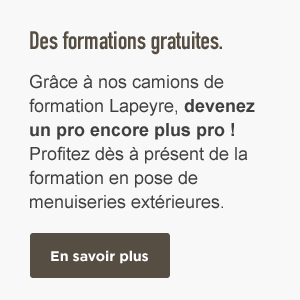 Des formations gratuites.
Grâce à nos camions de
formation Lapeyre, devenez
un pro encore plus pro !
Profitez dès à présent de la
formation en pose de
menuiseries extérieures.
En savoir plus